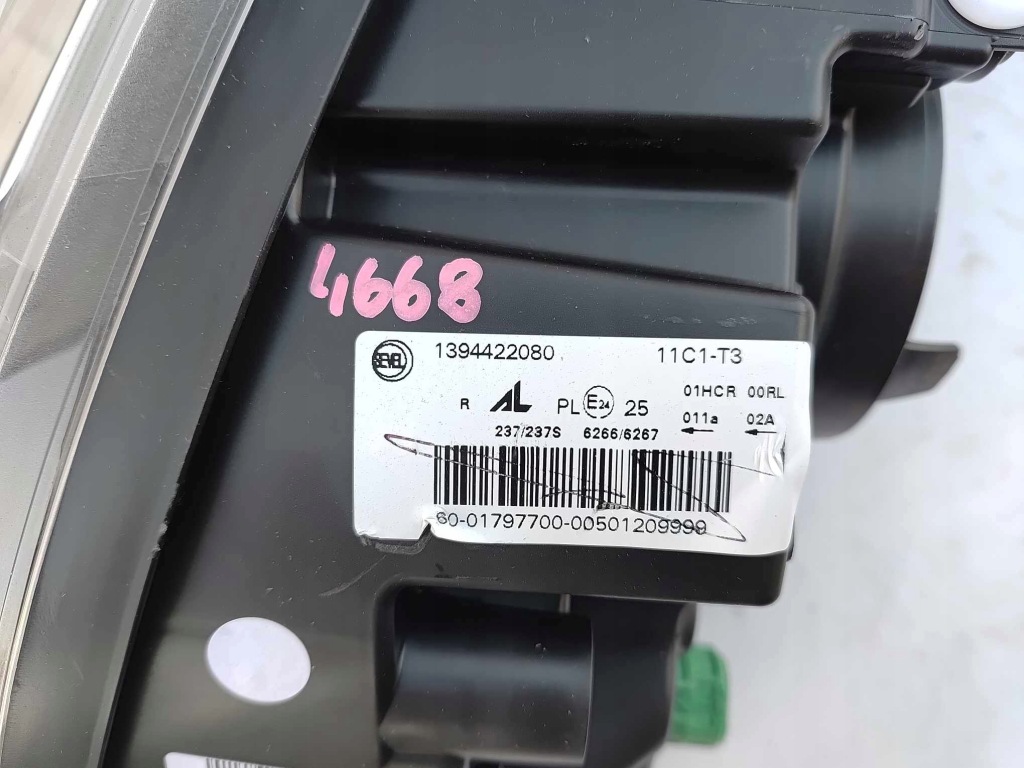 4668
SEVEL 1394422080 11C1-T3
R AL PL E24 25 01HCR 00RL
237/237S 6266/6267 011a 02A
60-01797700-00501209999